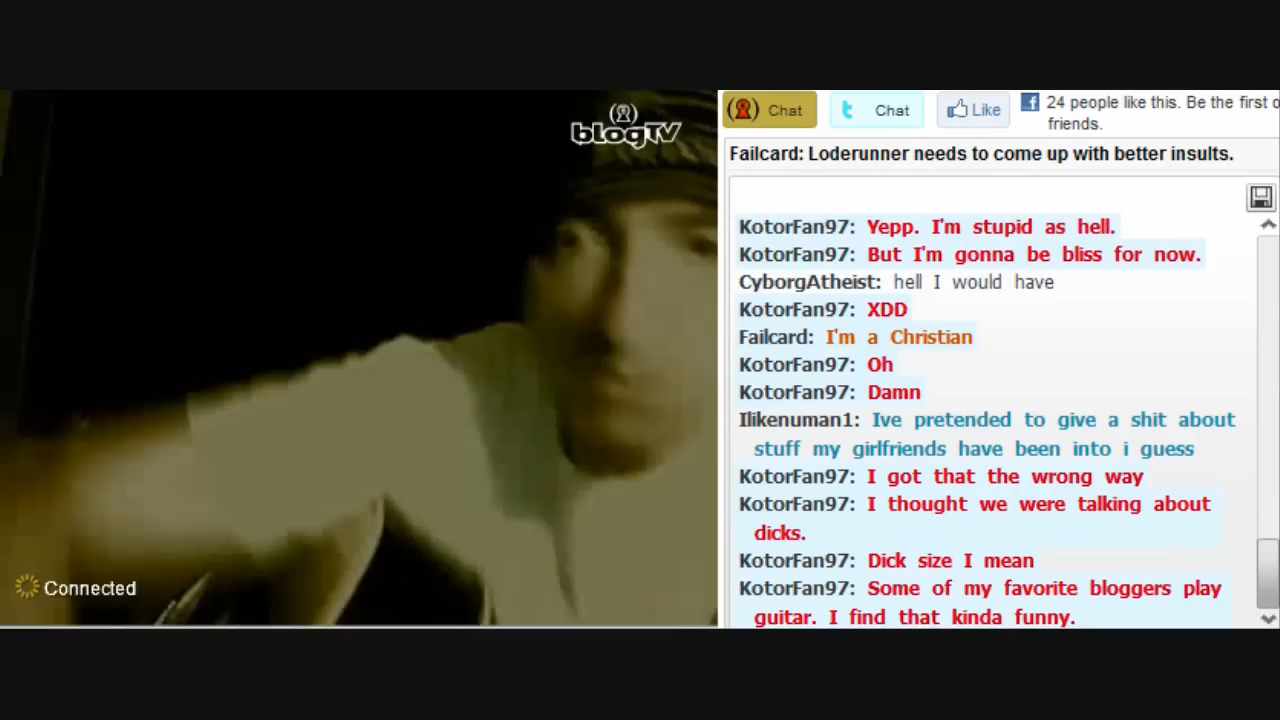 blogTV
Connected
Chat
Chat
Like
24 people like this. Be the first o
friends.
Failcard: Loderunner needs to come up with better insults.
KotorFan97: Yepp. I'm stupid as hell.
KotorFan97: But I'm gonna be bliss for now.
CyborgAtheist: hell I would have
KotorFan97: XDD
Failcard: I'm a Christian
KotorFan97: Oh
KotorFan97: Damn
Ilikenuman1: Ive pretended to give a shit about
stuff my girlfriends have been into i guess
KotorFan97: I got that the wrong way
KotorFan97: I thought we were talking about
dicks.
KotorFan97: Dick size I mean
KotorFan97: Some of my favorite bloggers play
guitar. I find that kinda funny.